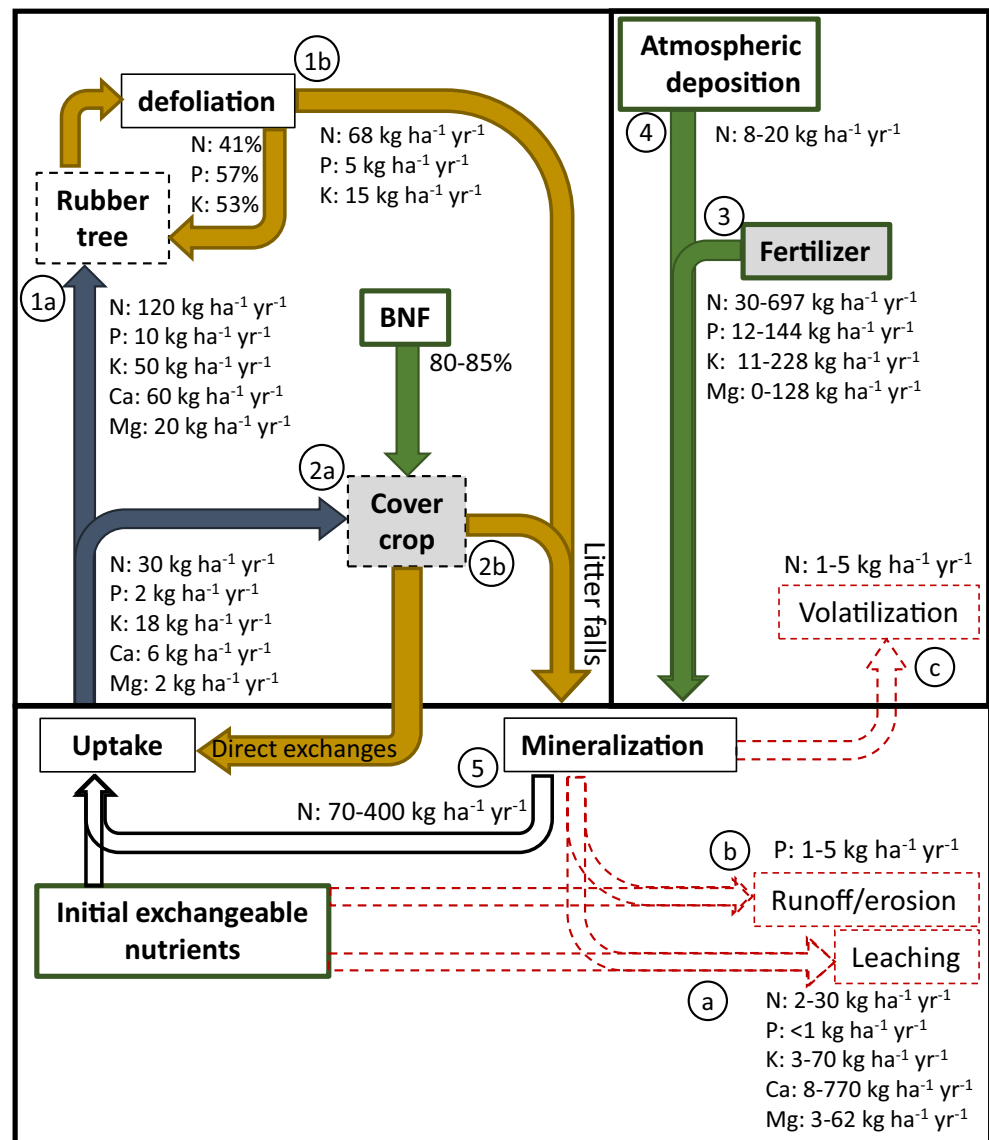 1b
defoliation
N: 41%
P: 57%
K: 53%
N: 68 kg ha⁻¹ yr⁻¹
P: 5 kg ha⁻¹ yr⁻¹
K: 15 kg ha⁻¹ yr⁻¹
Rubber
tree
1a
N: 120 kg ha⁻¹ yr⁻¹
P: 10 kg ha⁻¹ yr⁻¹
K: 50 kg ha⁻¹ yr⁻¹
Ca: 60 kg ha⁻¹ yr⁻¹
Mg: 20 kg ha⁻¹ yr⁻¹
BNF
80-85%
2a
Cover
crop
2b
N: 30 kg ha⁻¹ yr⁻¹
P: 2 kg ha⁻¹ yr⁻¹
K: 18 kg ha⁻¹ yr⁻¹
Ca: 6 kg ha⁻¹ yr⁻¹
Mg: 2 kg ha⁻¹ yr⁻¹
Litter falls
Atmospheric
deposition
4
N: 8-20 kg ha⁻¹ yr⁻¹
3
Fertilizer
N: 30-697 kg ha⁻¹ yr⁻¹
P: 12-144 kg ha⁻¹ yr⁻¹
K: 11-228 kg ha⁻¹ yr⁻¹
Mg: 0-128 kg ha⁻¹ yr⁻¹
N: 1-5 kg ha⁻¹ yr⁻¹
Volatilization
c
Uptake
Direct exchanges
5
Mineralization
N: 70-400 kg ha⁻¹ yr⁻¹
Initial exchangeable
nutrients
b
P: 1-5 kg ha⁻¹ yr⁻¹
Runoff/erosion
Leaching
a
N: 2-30 kg ha⁻¹ yr⁻¹
P: <1 kg ha⁻¹ yr⁻¹
K: 3-70 kg ha⁻¹ yr⁻¹
Ca: 8-770 kg ha⁻¹ yr⁻¹
Mg: 3-62 kg ha⁻¹ yr⁻¹